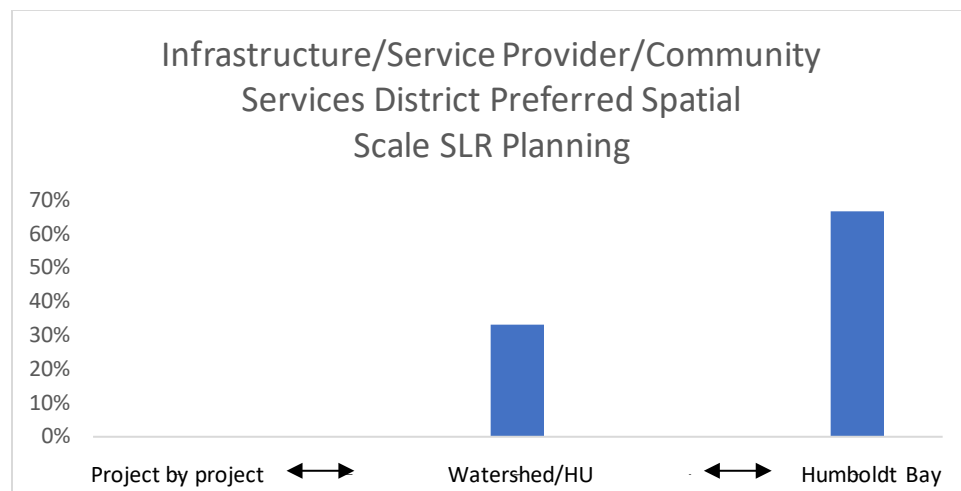 Infrastructure/Service Provider/Community
Services District Preferred Spatial
Scale SLR Planning
70%
60%
50%
40%
30%
20%
10%
0%
Project by project Watershed/HU Humboldt Bay